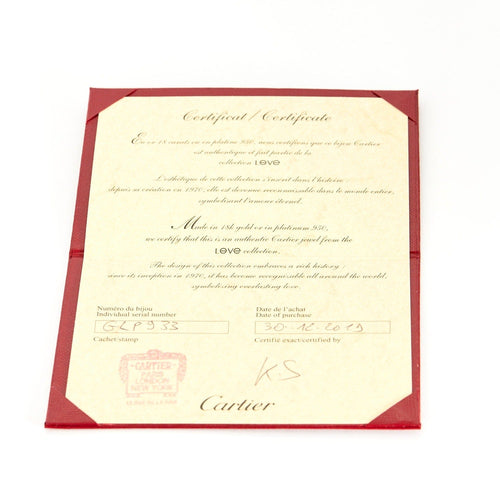 Certificat / Certificate
En or 18 carats ou en platine 950, nous certifions que ce bijou Cartier
est authentique et fait partie de la
collection LOVE
L'esthétique de cette collection s'inscrit dans l'histoire :
depuis sa création en 1970, elle est devenue reconnaissable dans le monde entier,
symbolisant l'amour éternel.
Made in 18k gold or in platinum 950,
we certify that this is an authentic Cartier jewel from the
LOVE collection.
The design of this collection embraces a rich history :
since its inception in 1970, it has become recognizable all around the world,
symbolizing everlasting love.
Numéro du bijou
Individual serial number
GLP933
Date de l'achat
Date of purchase
30-12-2019
Cachet/stamp
Certifié exact/certified by
CARTIER
PARIS
LONDON
NEW YORK
K.S
Cartier